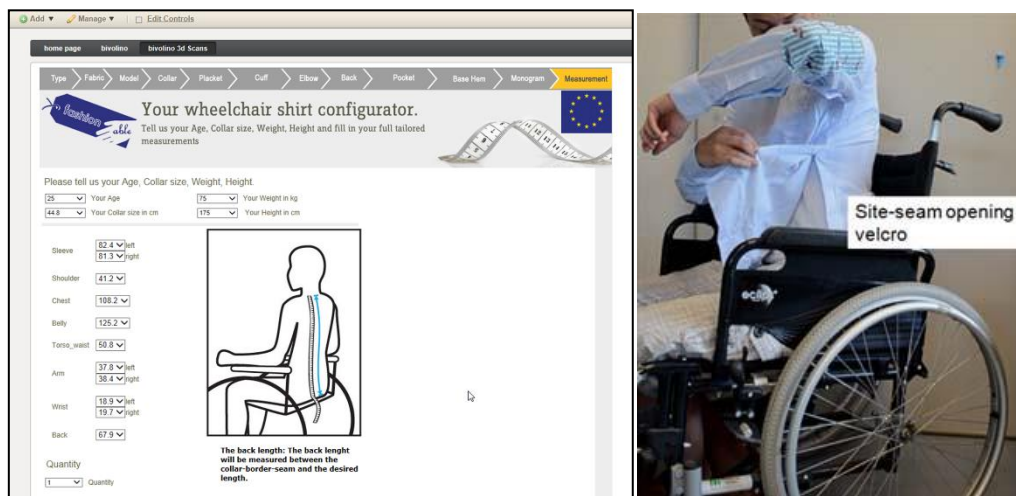 Add ▼ Manage ▼ Edit Controls
home page bivolino bivolino 3d Scans
Type Fabric Model Collar Placket Cuff Elbow Back Pocket Base Hem Monogram Measurement
fashion able
Your wheelchair shirt configurator.
Tell us your Age, Collar size, Weight, Height and fill in your full tailored
measurements
Please tell us your Age, Collar size, Weight, Height.
25 Your Age 75 Your Weight in kg
44.8 Your Collar size in cm 175 Your Height in cm
Sleeve 82.4 left
81.3 right
Shoulder 41.2
Chest 108.2
Belly 125.2
Torso_waist 50.8
Arm 37.8 left
38.4 right
Wrist 18.9 left
19.7 right
Back 67.9
The back length: The back lenght
will be measured between the
collar-border-seam and the desired
length.
Quantity
1 Quantity
Site-seam opening
velcro